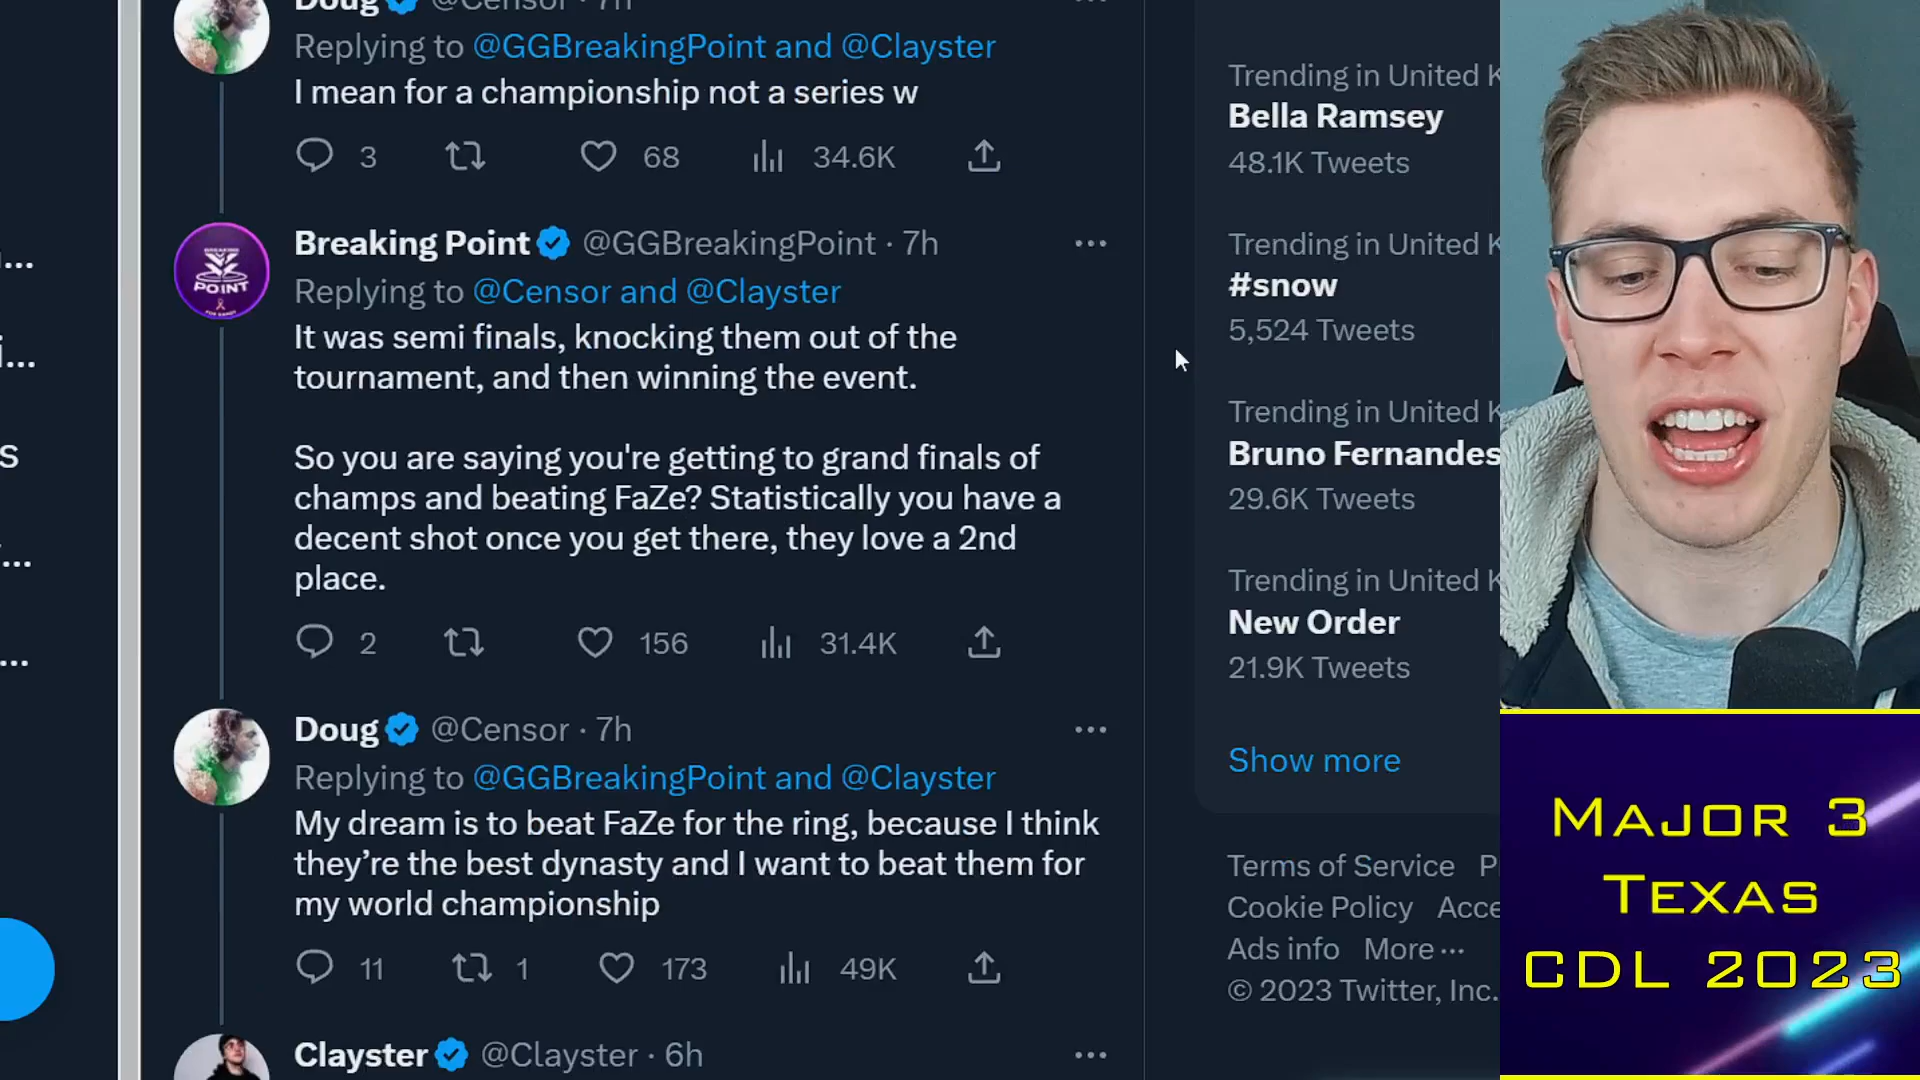 Doug @Censor · 7h
Replying to @GGBreakingPoint and @Clayster
I mean for a championship not a series w
3 68 34.6K
BREAKING
POINT
Breaking Point @GGBreakingPoint · 7h
Replying to @Censor and @Clayster
It was semi finals, knocking them out of the
tournament, and then winning the event.
So you are saying you're getting to grand finals of
champs and beating FaZe? Statistically you have a
decent shot once you get there, they love a 2nd
place.
2 156 31.4K
Doug @Censor · 7h
Replying to @GGBreakingPoint and @Clayster
My dream is to beat FaZe for the ring, because I think
they're the best dynasty and I want to beat them for
my world championship
11 1 173 49K
Clayster @Clayster · 6h
Trending in United K
Bella Ramsey
48.1K Tweets
Trending in United K
#snow
5,524 Tweets
Trending in United K
Bruno Fernandes
29.6K Tweets
Trending in United K
New Order
21.9K Tweets
Show more
Terms of Service P
Cookie Policy Acce
Ads info More ...
© 2023 Twitter, Inc.
Major 3
Texas
CDL 2023